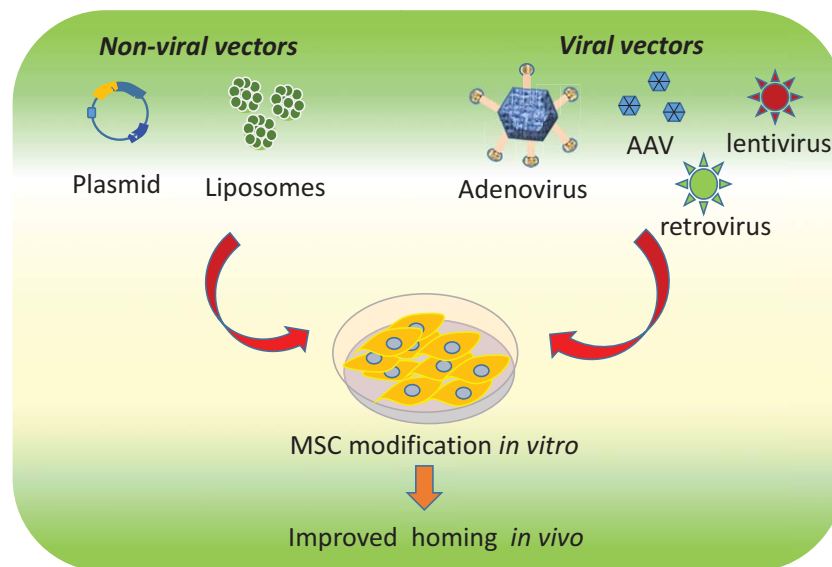 Non-viral vectors
Plasmid
Liposomes
Viral vectors
Adenovirus
AAV
lentivirus
retrovirus
MSC modification in vitro
Improved homing in vivo